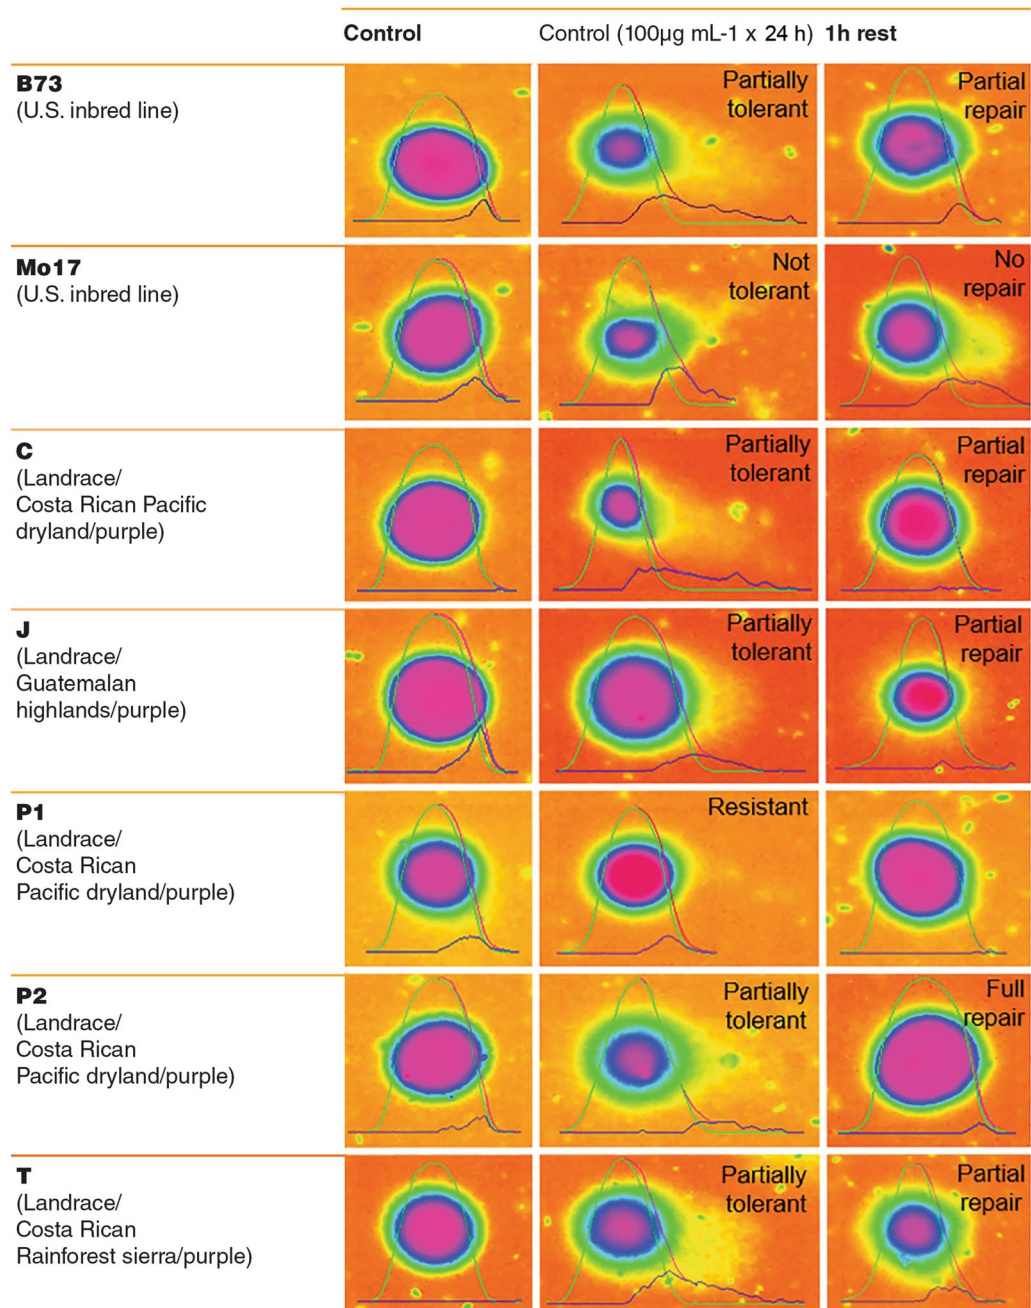 Control Control (100µg mL-1 x 24 h) 1h rest
B73
(U.S. inbred line)
Partially
tolerant
Partial
repair
Mo17
(U.S. inbred line)
Not
tolerant
No
repair
C
(Landrace/
Costa Rican Pacific
dryland/purple)
Partially
tolerant
Partial
repair
J
(Landrace/
Guatemalan
highlands/purple)
Partially
tolerant
Partial
repair
P1
(Landrace/
Costa Rican
Pacific dryland/purple)
Resistant
P2
(Landrace/
Costa Rican
Pacific dryland/purple)
Partially
tolerant
Full
repair
T
(Landrace/
Costa Rican
Rainforest sierra/purple)
Partially
tolerant
Partial
repair